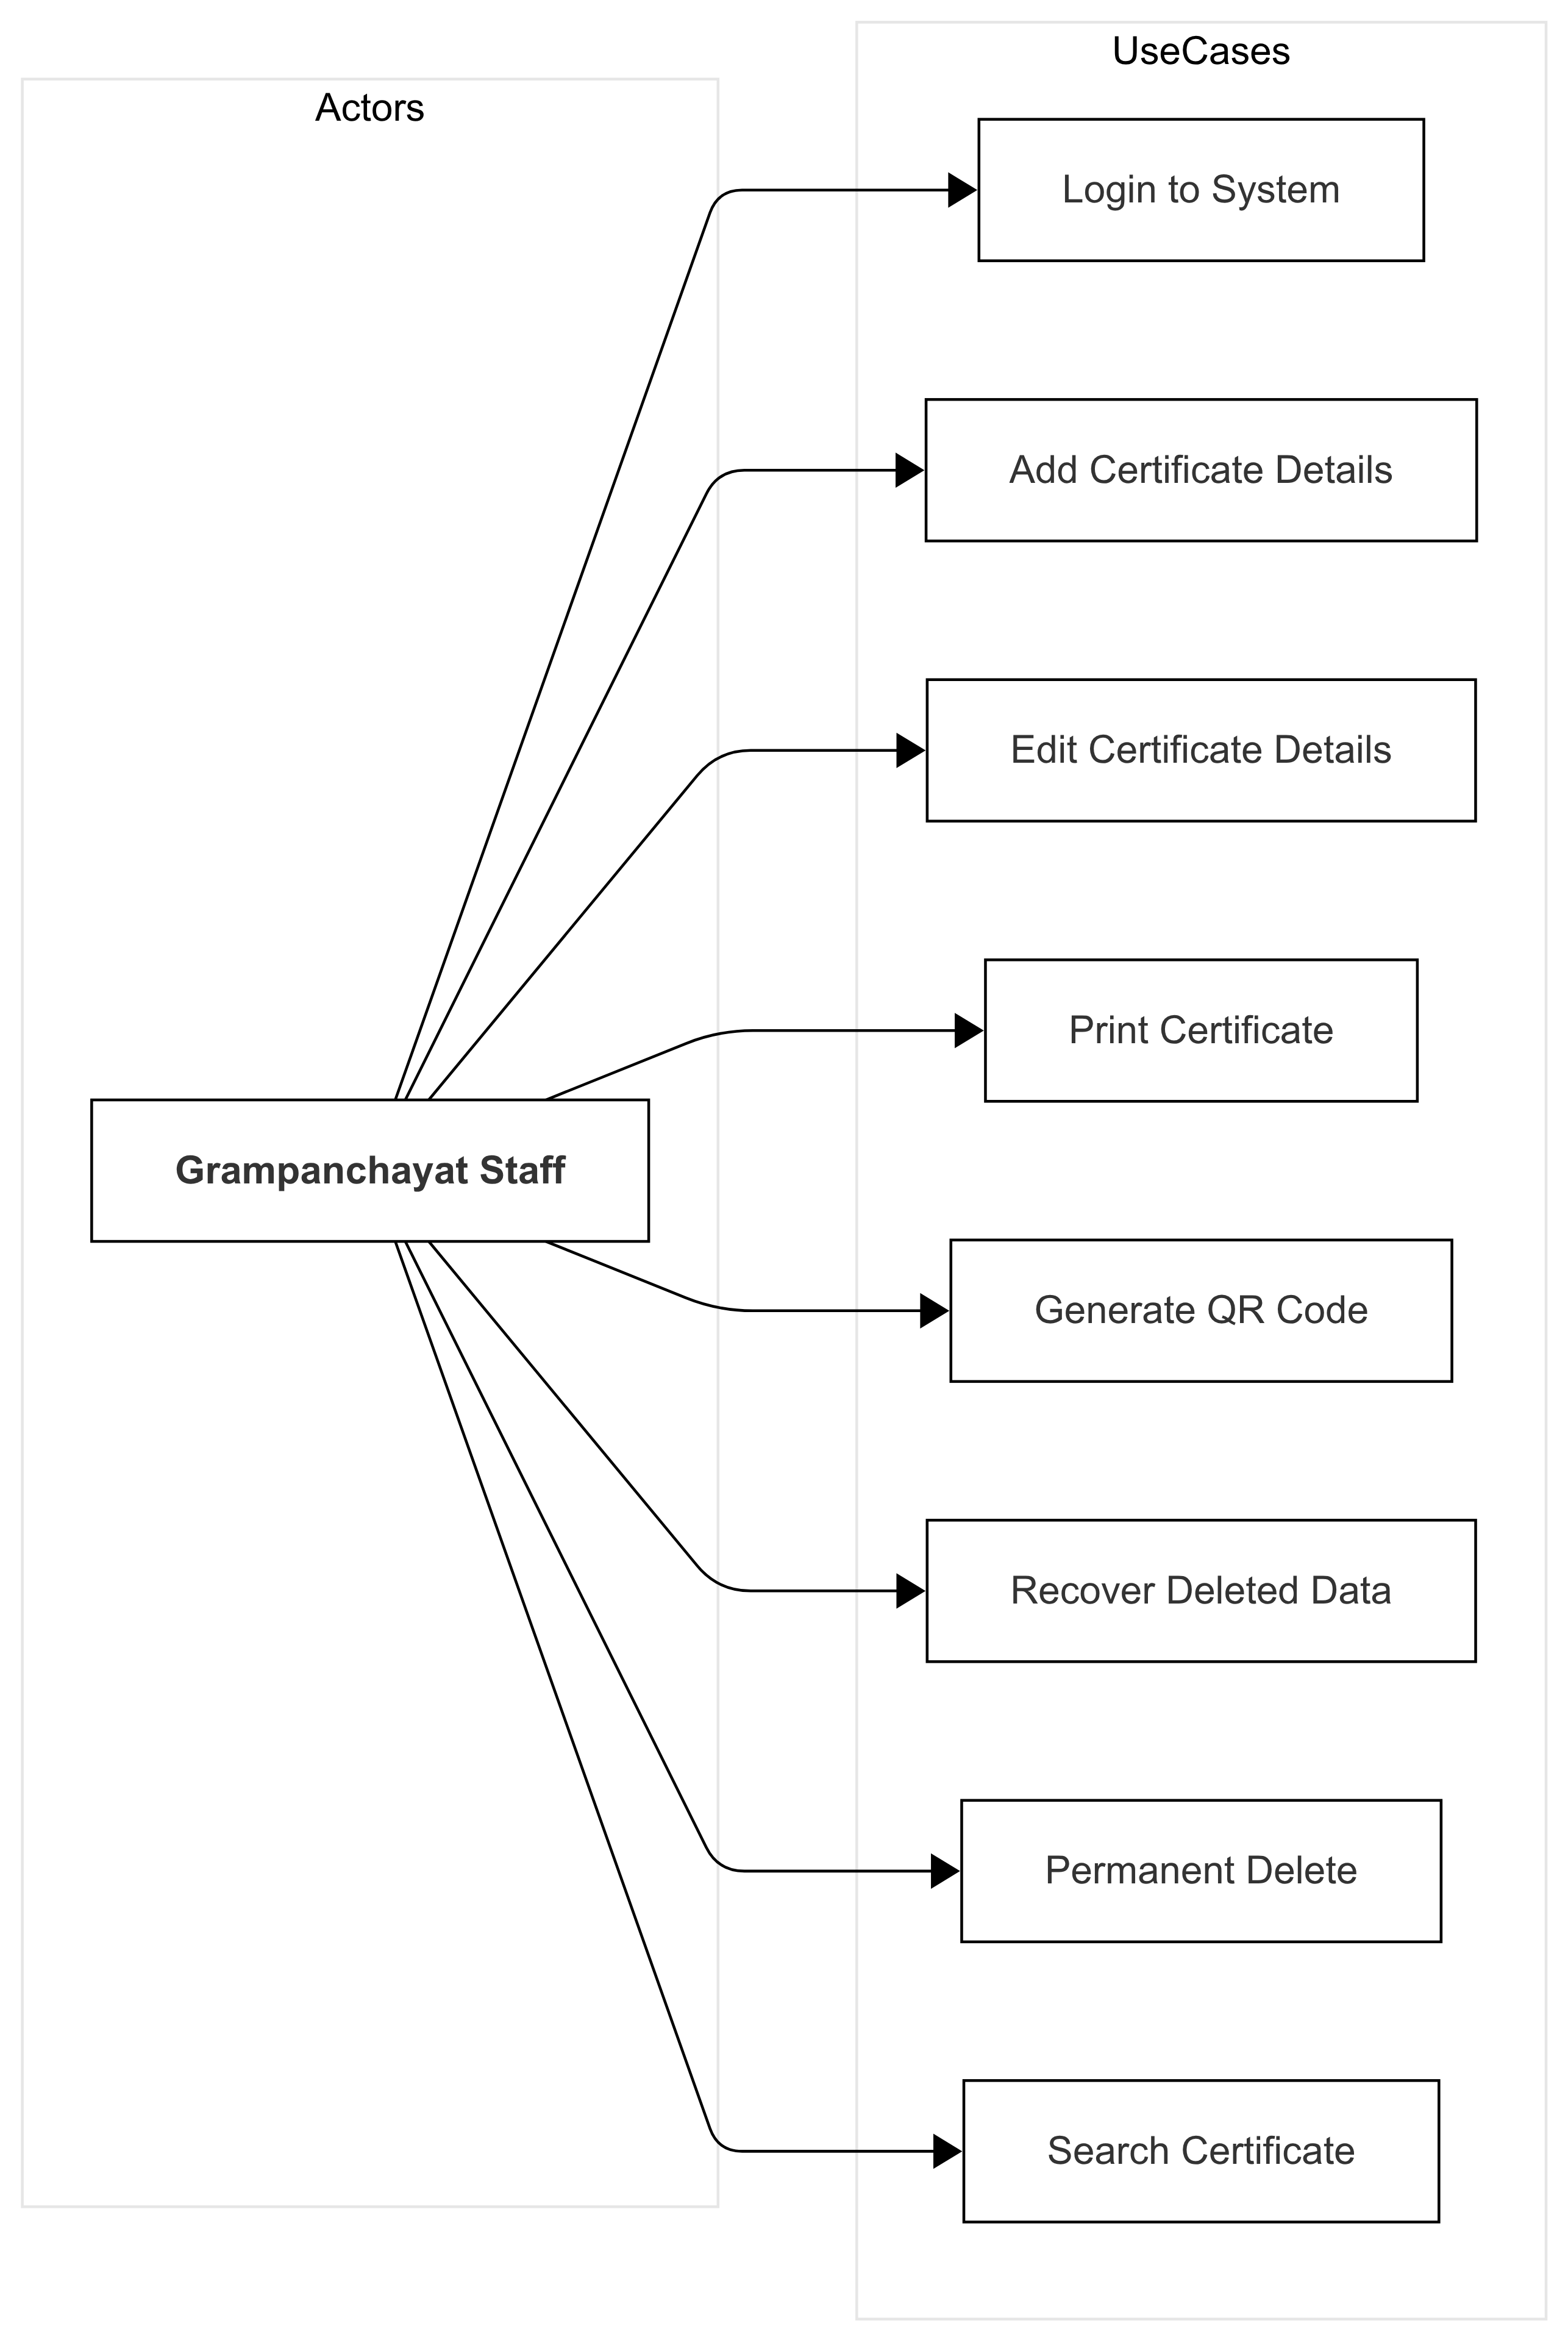 Actors
UseCases
Login to System
Add Certificate Details
Edit Certificate Details
Print Certificate
Grampanchayat Staff
Generate QR Code
Recover Deleted Data
Permanent Delete
Search Certificate